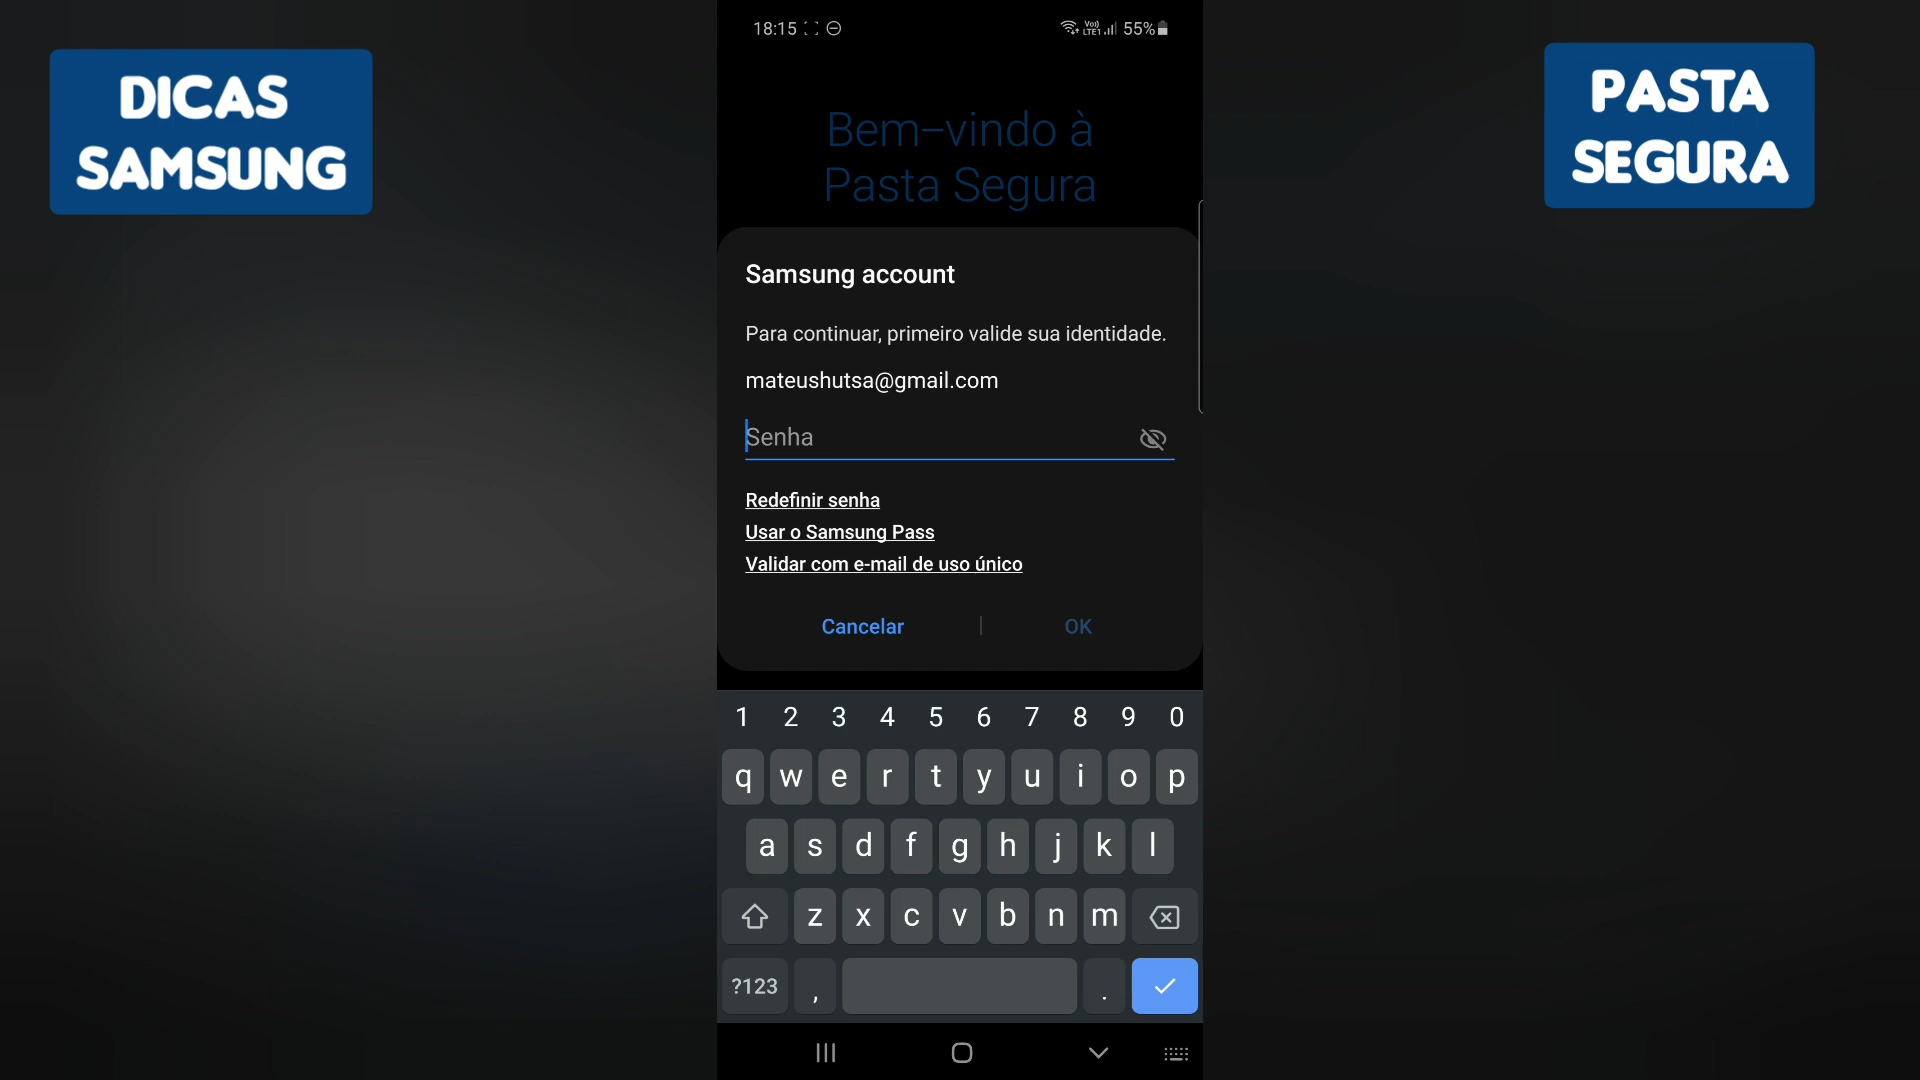 DICAS
SAMSUNG
PASTA
SEGURA
18:15
Vo))
LTE1
55%
Bem-vindo à
Pasta Segura
Samsung account
Para continuar, primeiro valide sua identidade.
mateushutsa@gmail.com
Senha
Redefinir senha
Usar o Samsung Pass
Validar com e-mail de uso único
Cancelar
OK
1 2 3 4 5 6 7 8 9 0
q w e r t y u i o p
a s d f g h j k l
z x c v b n m
?123 , .